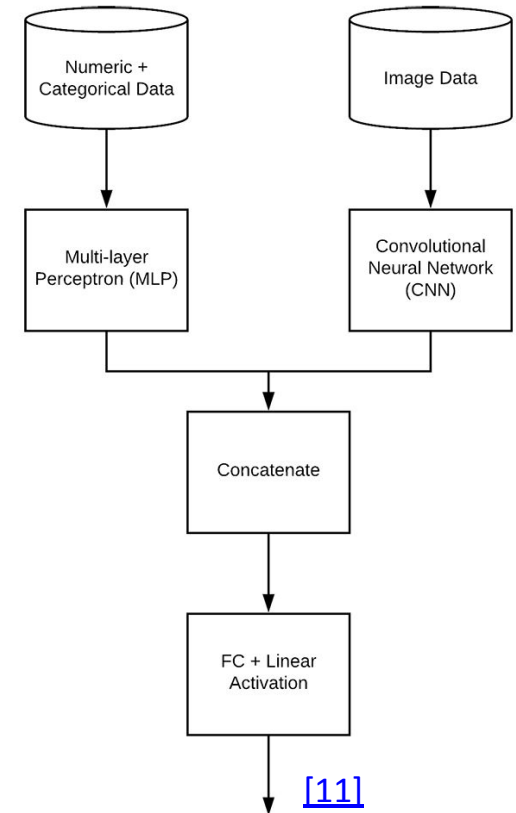 Numeric +
Categorical Data
Image Data
Multi-layer
Perceptron (MLP)
Convolutional
Neural Network
(CNN)
Concatenate
FC + Linear
Activation
[11]